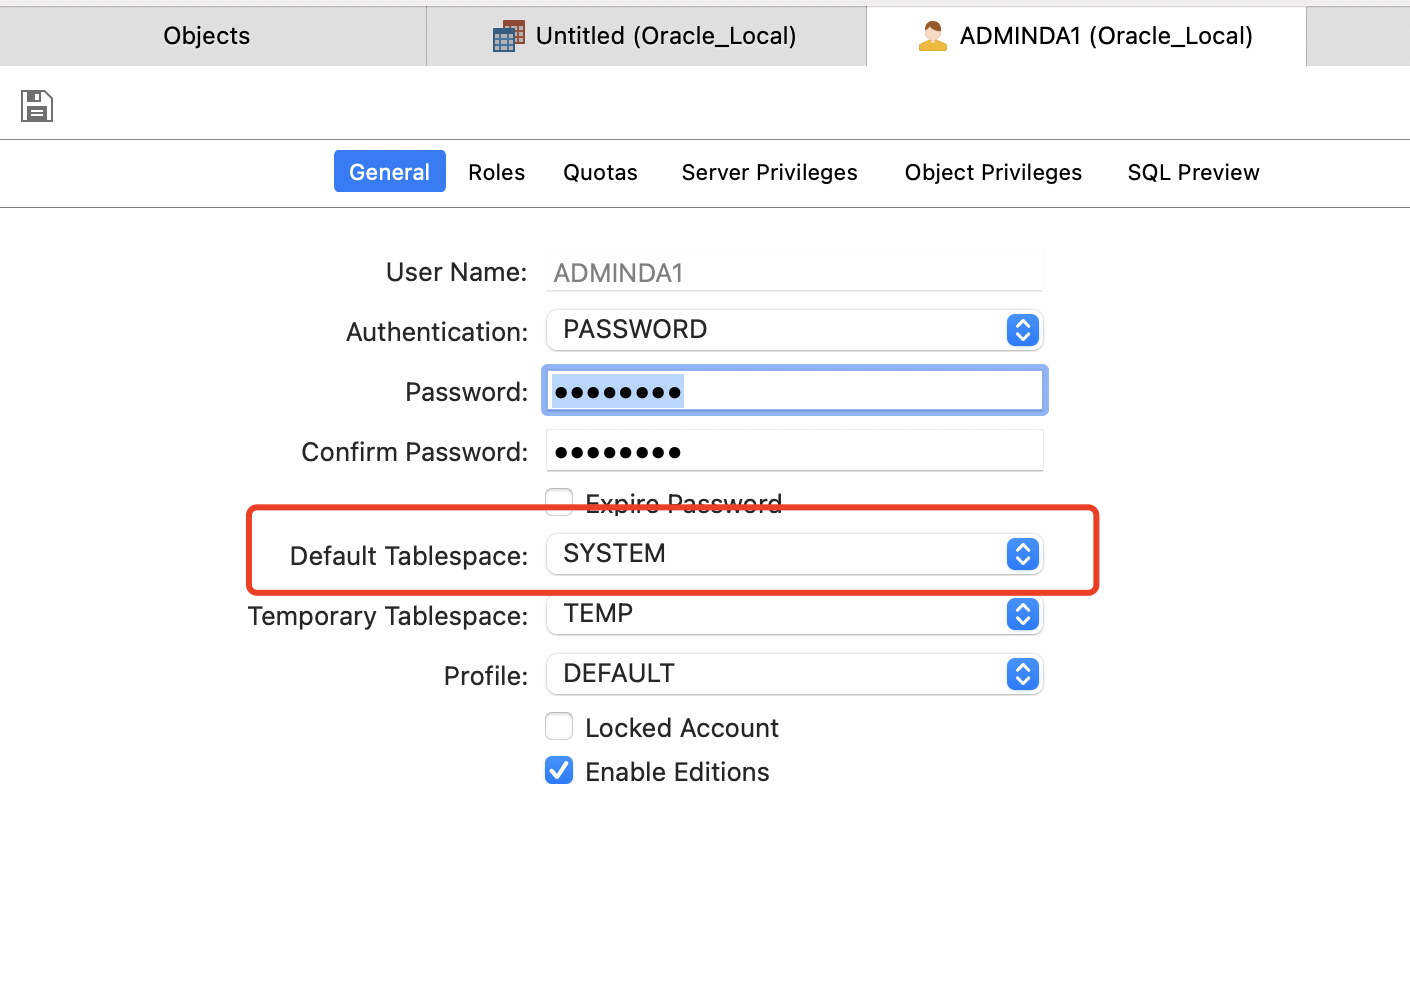 Objects
Untitled (Oracle_Local)
ADMINDA1 (Oracle_Local)
General Roles Quotas Server Privileges Object Privileges SQL Preview
User Name: ADMINDA1
Authentication: PASSWORD
Password: ●●●●●●●●
Confirm Password: ●●●●●●●●
Expire Password
Default Tablespace: SYSTEM
Temporary Tablespace: TEMP
Profile: DEFAULT
Locked Account
Enable Editions